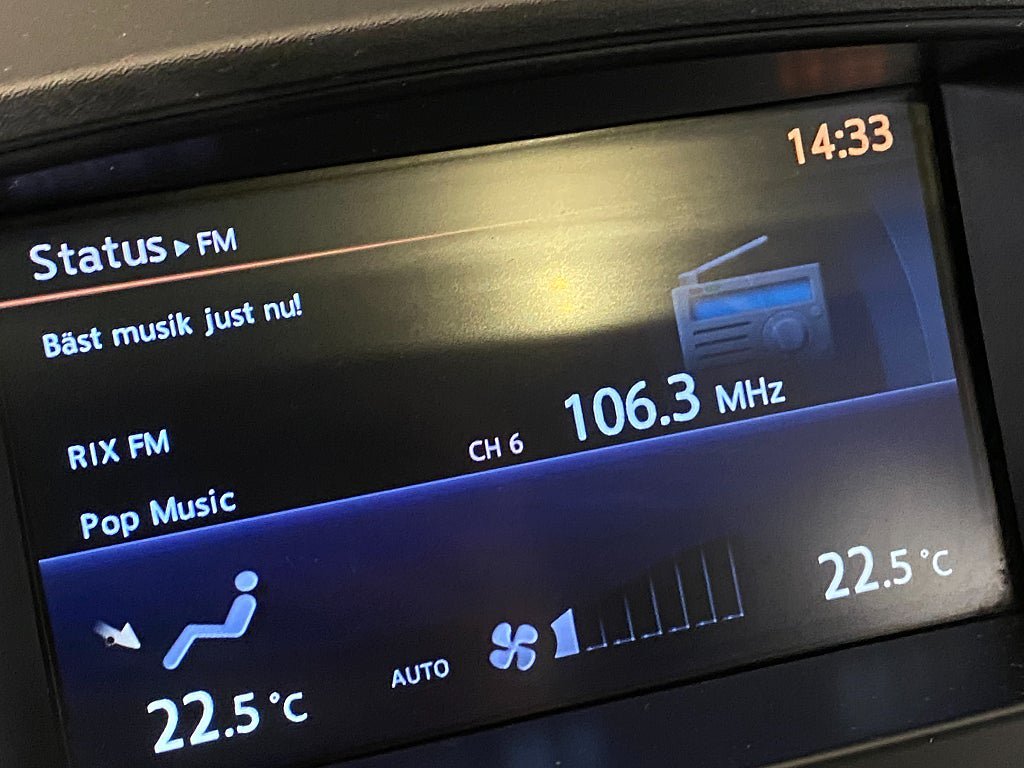 14:33
Status ▸ FM
Bäst musik just nu!
RIX FM
CH 6 106.3 MHz
Pop Music
22.5 °C
AUTO
22.5 °C